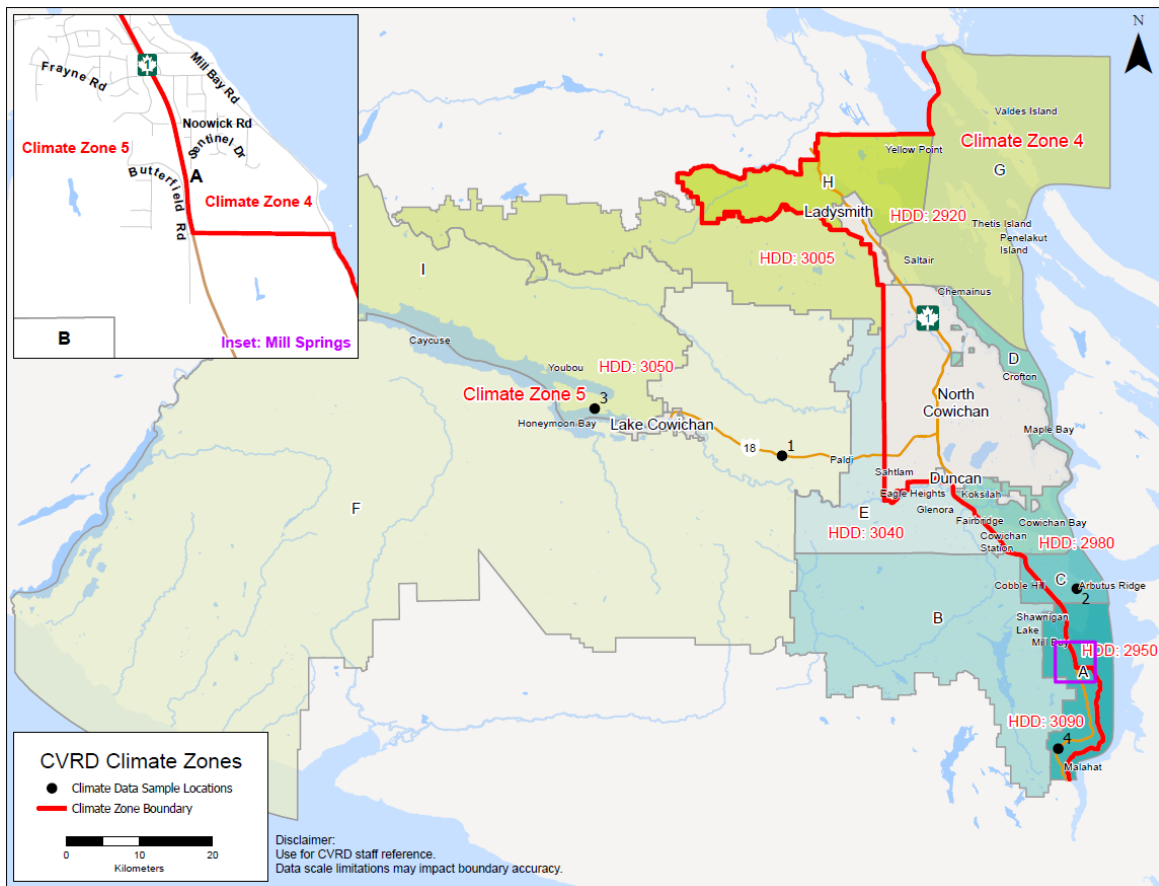 Frayne Rd
1
Mill Bay Rd
Noowick Rd
Sentinel Dr
Climate Zone 5
A
Butterfield Rd
Climate Zone 4
B
Inset: Mill Springs
N
Valdes Island
Climate Zone 4
Yellow Point
G
H
Ladysmith
HDD: 2920
Thetis Island
Penelakut
Island
HDD: 3005
Saltair
I
Chemainus
1
Caycuse
D
Youbou
HDD: 3050
Crofton
Climate Zone 5
3
North
Cowichan
Honeymoon Bay
Lake Cowichan
Maple Bay
18
1
Paldi
Sahtlam
Duncan
Eagle Heights
Koksilah
F
E
Glenora
Fairbridge
Cowichan Bay
HDD: 3040
Cowichan
Station
HDD: 2980
C
Cobble Hill
Arbutus Ridge
2
B
Shawnigan
Lake
Mill Bay
HDD: 2950
A
HDD: 3090
4
Malahat
CVRD Climate Zones
Climate Data Sample Locations
Climate Zone Boundary
0 10 20
Kilometers
Disclaimer:
Use for CVRD staff reference.
Data scale limitations may impact boundary accuracy.